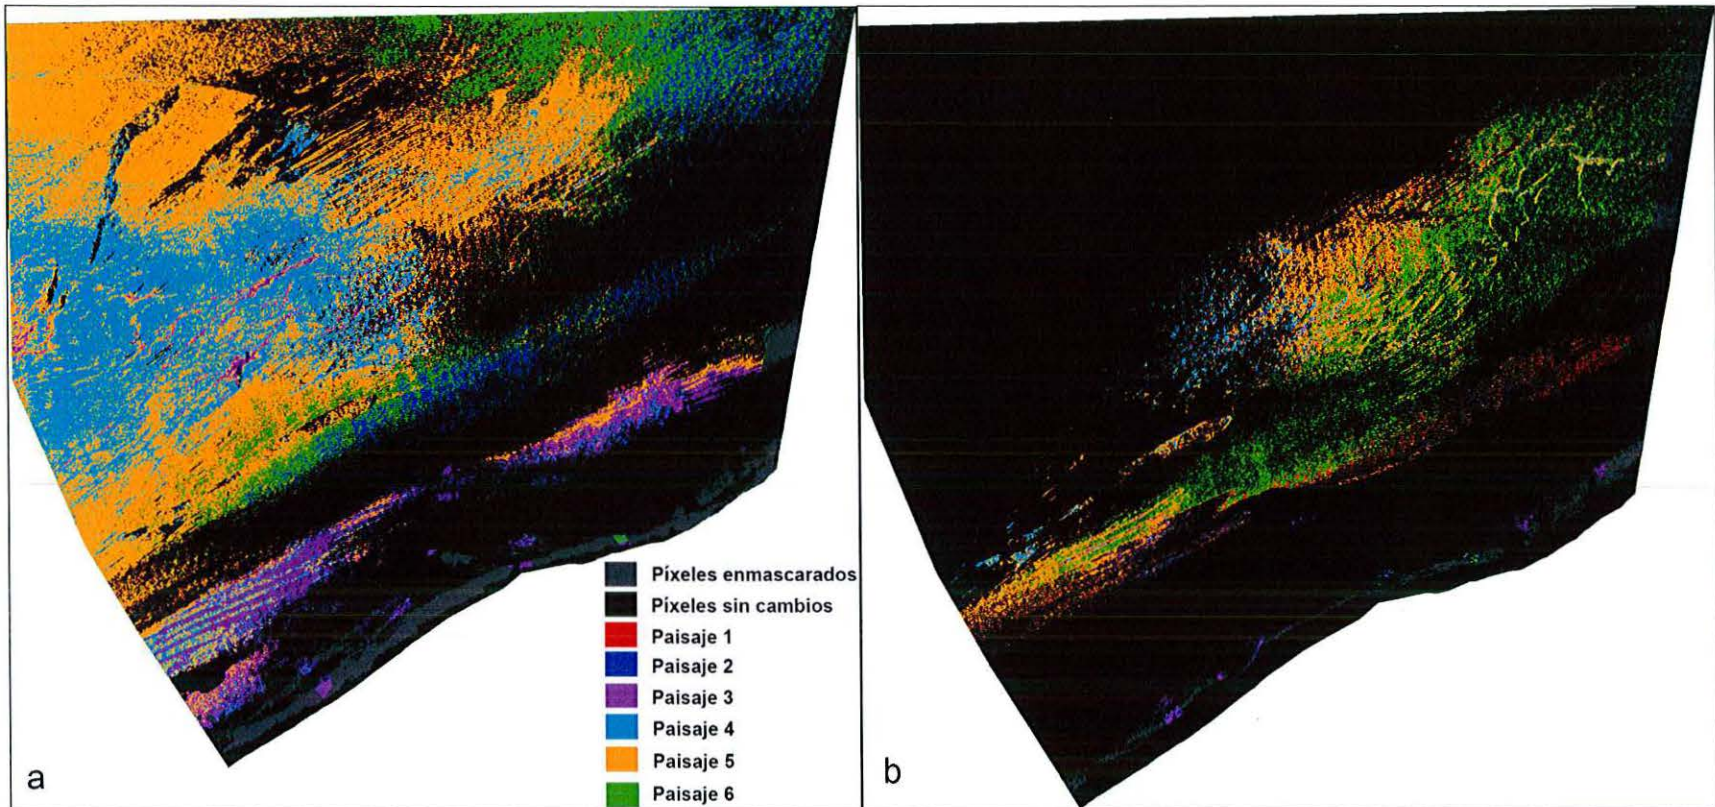 Píxeles enmascarados
Píxeles sin cambios
Paisaje 1
Paisaje 2
Paisaje 3
Paisaje 4
Paisaje 5
Paisaje 6
a
b